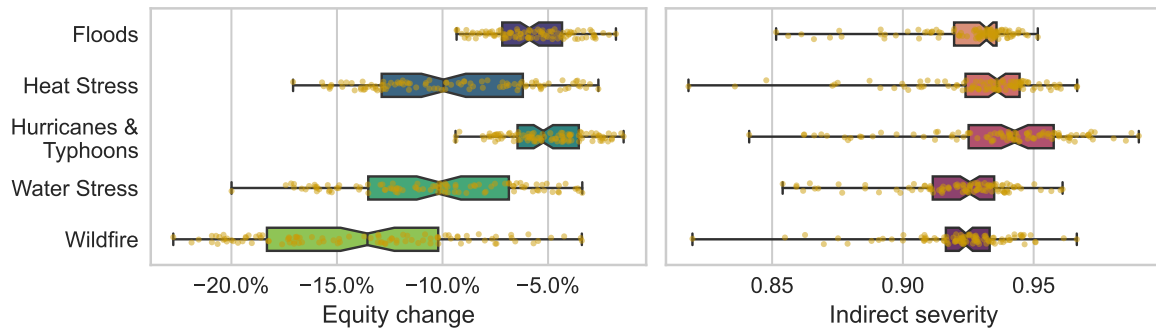 Floods
Heat Stress
Hurricanes &
Typhoons
Water Stress
Wildfire
−20.0% −15.0% −10.0% −5.0%
Equity change
0.85 0.90 0.95
Indirect severity